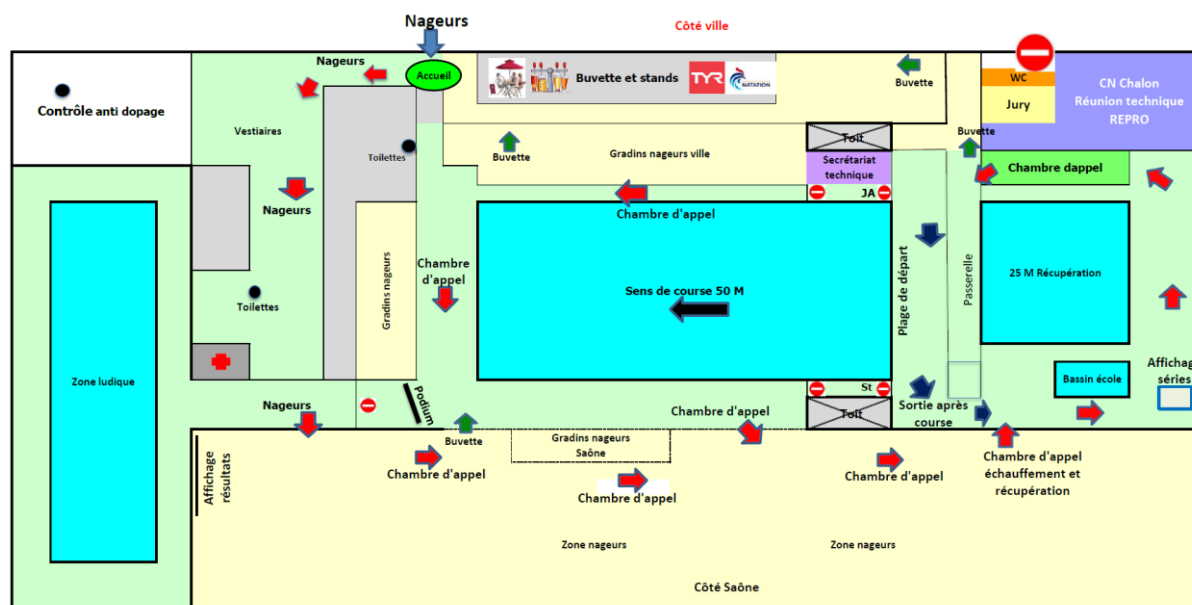 Nageurs
Côté ville
Nageurs
Accueil
Buvette et stands
TYR
NATATION
Buvette
WC
Jury
CN Chalon
Réunion technique
REPRO
Contrôle anti dopage
Vestiaires
Toilettes
Buvette
Gradins nageurs ville
Toit
Buvette
Secrétariat
technique
Chambre dappel
Nageurs
JA
Chambre d'appel
Chambre
d'appel
Gradins nageurs
Sens de course 50 M
Plage de départ
Passerelle
25 M Récupération
Toilettes
Zone ludique
Bassin école
Affichage
séries
St
Nageurs
Podium
Buvette
Chambre d'appel
Toit
Sortie après
course
Gradins nageurs
Saône
Affichage
résultats
Chambre d'appel
Chambre d'appel
Chambre d'appel
Chambre d'appel
échauffement et
récupération
Zone nageurs
Zone nageurs
Côté Saône